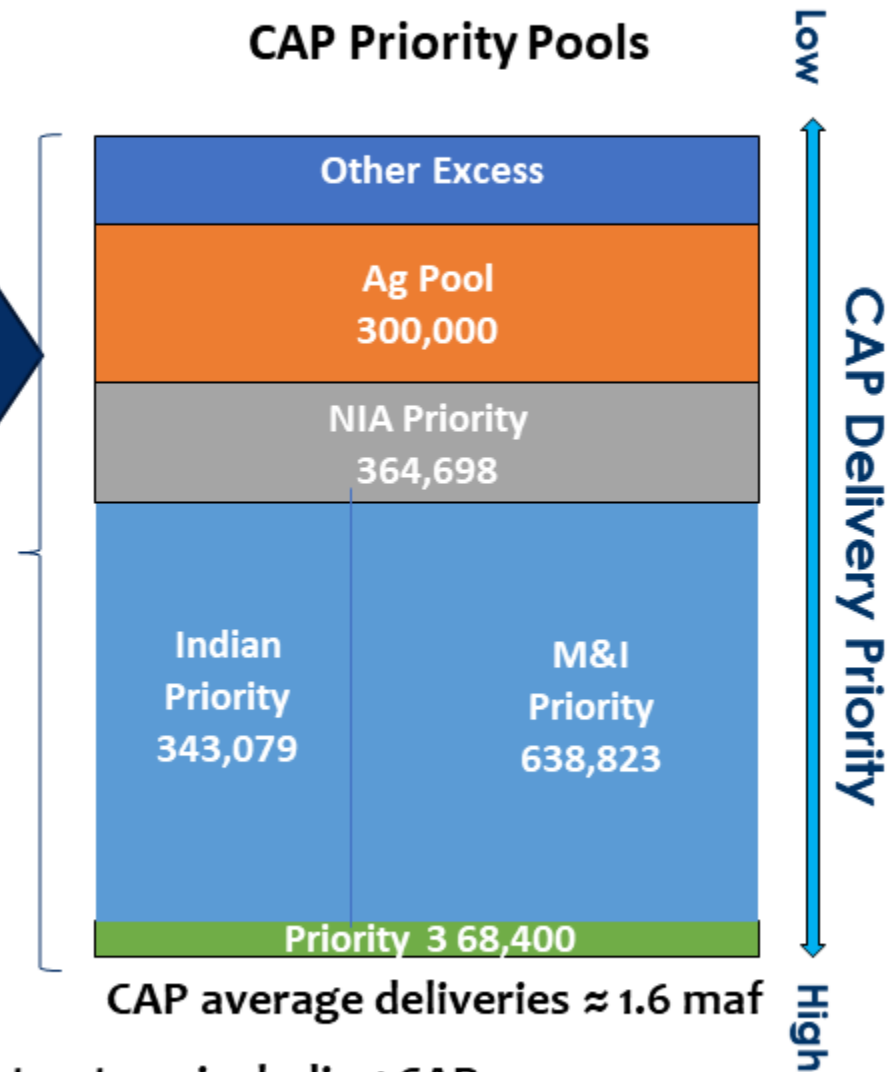 CAP Priority Pools
Low
Other Excess
Ag Pool
300,000
NIA Priority
364,698
Indian
Priority
343,079
M&I
Priority
638,823
Priority 3 68,400
CAP Delivery Priority
CAP average deliveries ≈ 1.6 maf
High